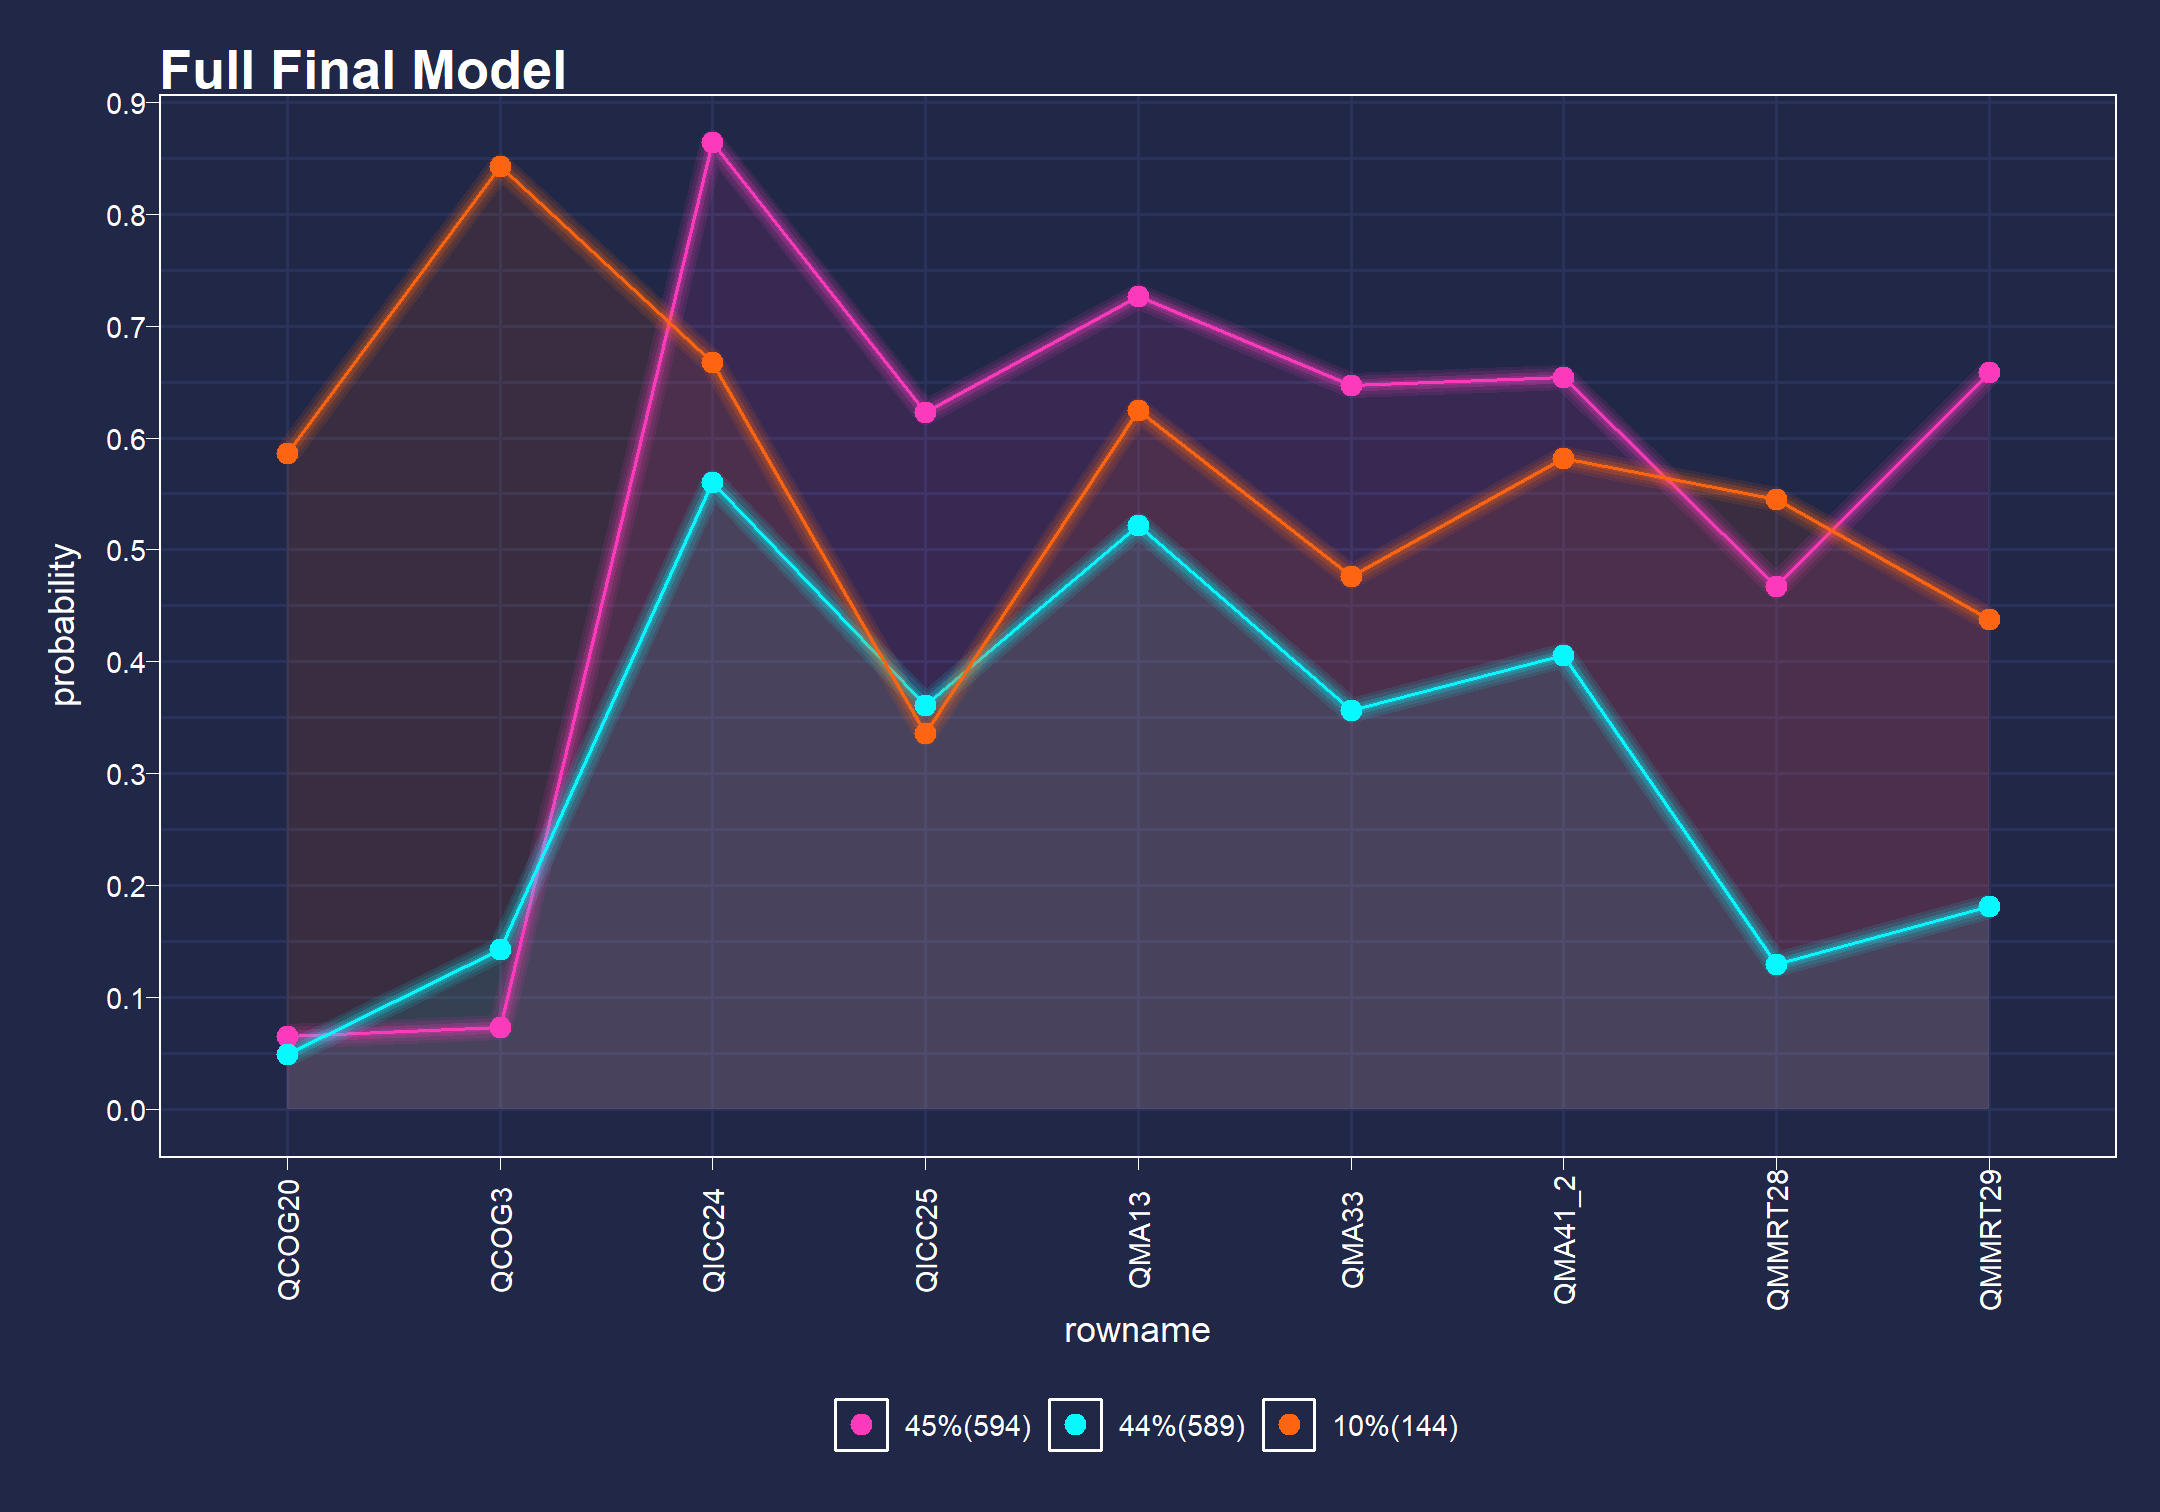 Full Final Model
0.9
0.8
0.7
0.6
0.5
0.4
0.3
0.2
0.1
0.0
probability
QCOG20
QCOG3
QICC24
QICC25
QMA13
QMA33
QMA41_2
QMMRT28
QMMRT29
rowname
45%(594) 44%(589) 10%(144)